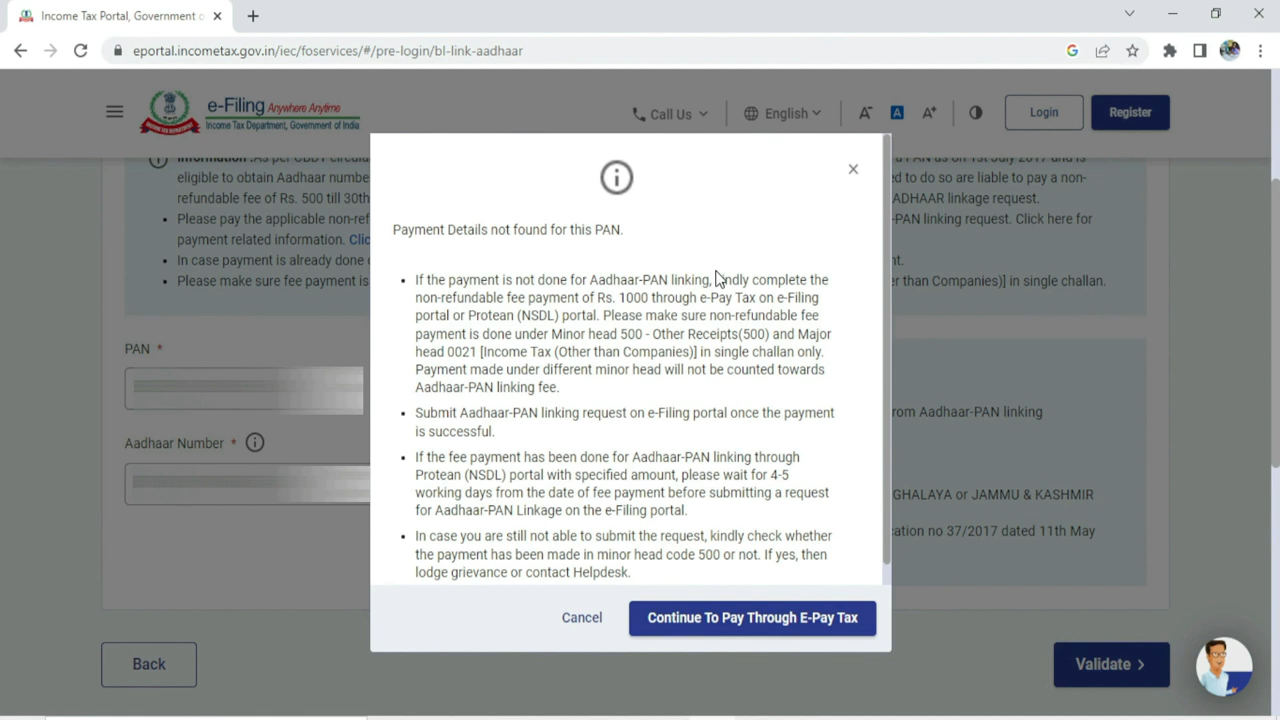 Income Tax Portal, Government o
eportal.incometax.gov.in/iec/foservices/#/pre-login/bl-link-aadhaar
e-Filing Anywhere Anytime
Income Tax Department, Government of India
Call Us
English
A-
A
A+
Login
Register
eligible to obtain Aadhaar numbe
refundable fee of Rs. 500 till 30th
Please pay the applicable non-ref
payment related information. Clic
In case payment is already done
Please make sure fee payment is
a PAN as on 1st July 2017 and is
ed to do so are liable to pay a non-
ADHAAR linkage request.
-PAN linking request. Click here for
nt.
er than Companies)] in single challan.
PAN *
Aadhaar Number *
from Aadhaar-PAN linking
GHALAYA or JAMMU & KASHMIR
cation no 37/2017 dated 11th May
Payment Details not found for this PAN.
If the payment is not done for Aadhaar-PAN linking, kindly complete the
non-refundable fee payment of Rs. 1000 through e-Pay Tax on e-Filing
portal or Protean (NSDL) portal. Please make sure non-refundable fee
payment is done under Minor head 500 - Other Receipts(500) and Major
head 0021 [Income Tax (Other than Companies)] in single challan only.
Payment made under different minor head will not be counted towards
Aadhaar-PAN linking fee.
Submit Aadhaar-PAN linking request on e-Filing portal once the payment
is successful.
If the fee payment has been done for Aadhaar-PAN linking through
Protean (NSDL) portal with specified amount, please wait for 4-5
working days from the date of fee payment before submitting a request
for Aadhaar-PAN Linkage on the e-Filing portal.
In case you are still not able to submit the request, kindly check whether
the payment has been made in minor head code 500 or not. If yes, then
lodge grievance or contact Helpdesk.
Cancel
Continue To Pay Through E-Pay Tax
Back
Validate